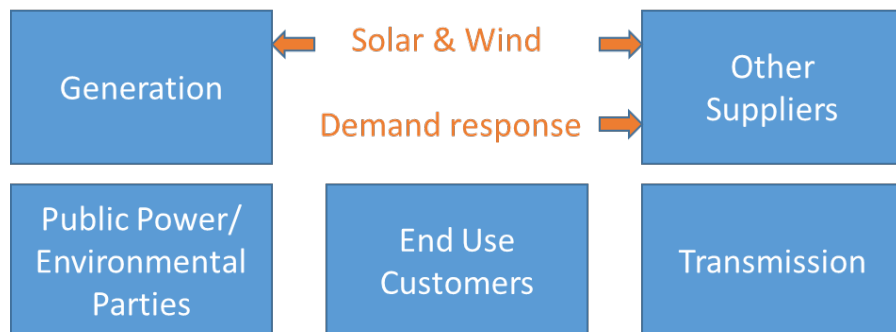 Generation
Solar & Wind
Demand response
Other
Suppliers
Public Power/
Environmental
Parties
End Use
Customers
Transmission